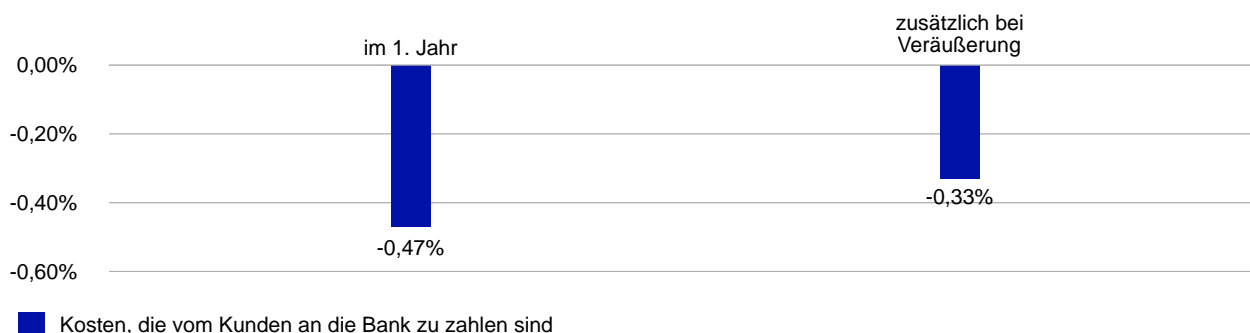 im 1. Jahr
zusätzlich bei
Veräußerung
0,00%
-0,20%
-0,40%
-0,60%
-0,47%
-0,33%
Kosten, die vom Kunden an die Bank zu zahlen sind